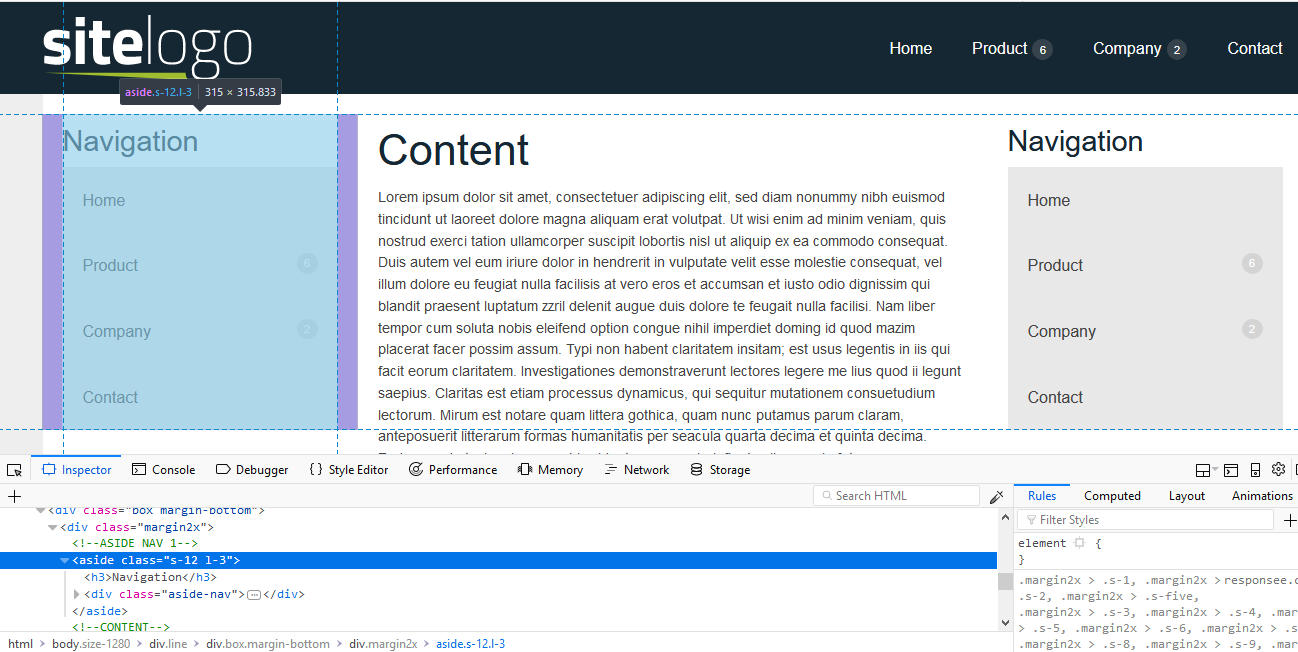 sitelogo
Home Product 6 Company 2 Contact
aside.s-12.l-3 315 × 315.833
Navigation
Home
Product 6
Company 2
Contact
Content
Lorem ipsum dolor sit amet, consectetuer adipiscing elit, sed diam nonummy nibh euismod
tincidunt ut laoreet dolore magna aliquam erat volutpat. Ut wisi enim ad minim veniam, quis
nostrud exerci tation ullamcorper suscipit lobortis nisl ut aliquip ex ea commodo consequat.
Duis autem vel eum iriure dolor in hendrerit in vulputate velit esse molestie consequat, vel
illum dolore eu feugiat nulla facilisis at vero eros et accumsan et iusto odio dignissim qui
blandit praesent luptatum zzril delenit augue duis dolore te feugait nulla facilisi. Nam liber
tempor cum soluta nobis eleifend option congue nihil imperdiet doming id quod mazim
placerat facer possim assum. Typi non habent claritatem insitam; est usus legentis in iis qui
facit eorum claritatem. Investigationes demonstraverunt lectores legere me lius quod ii legunt
saepius. Claritas est etiam processus dynamicus, qui sequitur mutationem consuetudium
lectorum. Mirum est notare quam littera gothica, quam nunc putamus parum claram,
anteposuerit litterarum formas humanitatis per seacula quarta decima et quinta decima.
Navigation
Home
Product 6
Company 2
Contact
Inspector Console Debugger {} Style Editor Performance Memory Network Storage
+ Search HTML
<div class="box margin-bottom">
<div class="margin2x">
<!--ASIDE NAV 1-->
<aside class="s-12 l-3">
<h3>Navigation</h3>
<div class="aside-nav">…</div>
</aside>
<!--CONTENT-->
html > body.size-1280 > div.line > div.box.margin-bottom > div.margin2x > aside.s-12.l-3
Rules Computed Layout Animations
Filter Styles +
element {
}
.margin2x > .s-1, .margin2x > responsee.c
.s-2, .margin2x > .s-five,
.margin2x > .s-3, .margin2x > .s-4, .mar
> .s-5, .margin2x > .s-6, .margin2x > .s
.margin2x > .s-8, .margin2x > .s-9, .mar